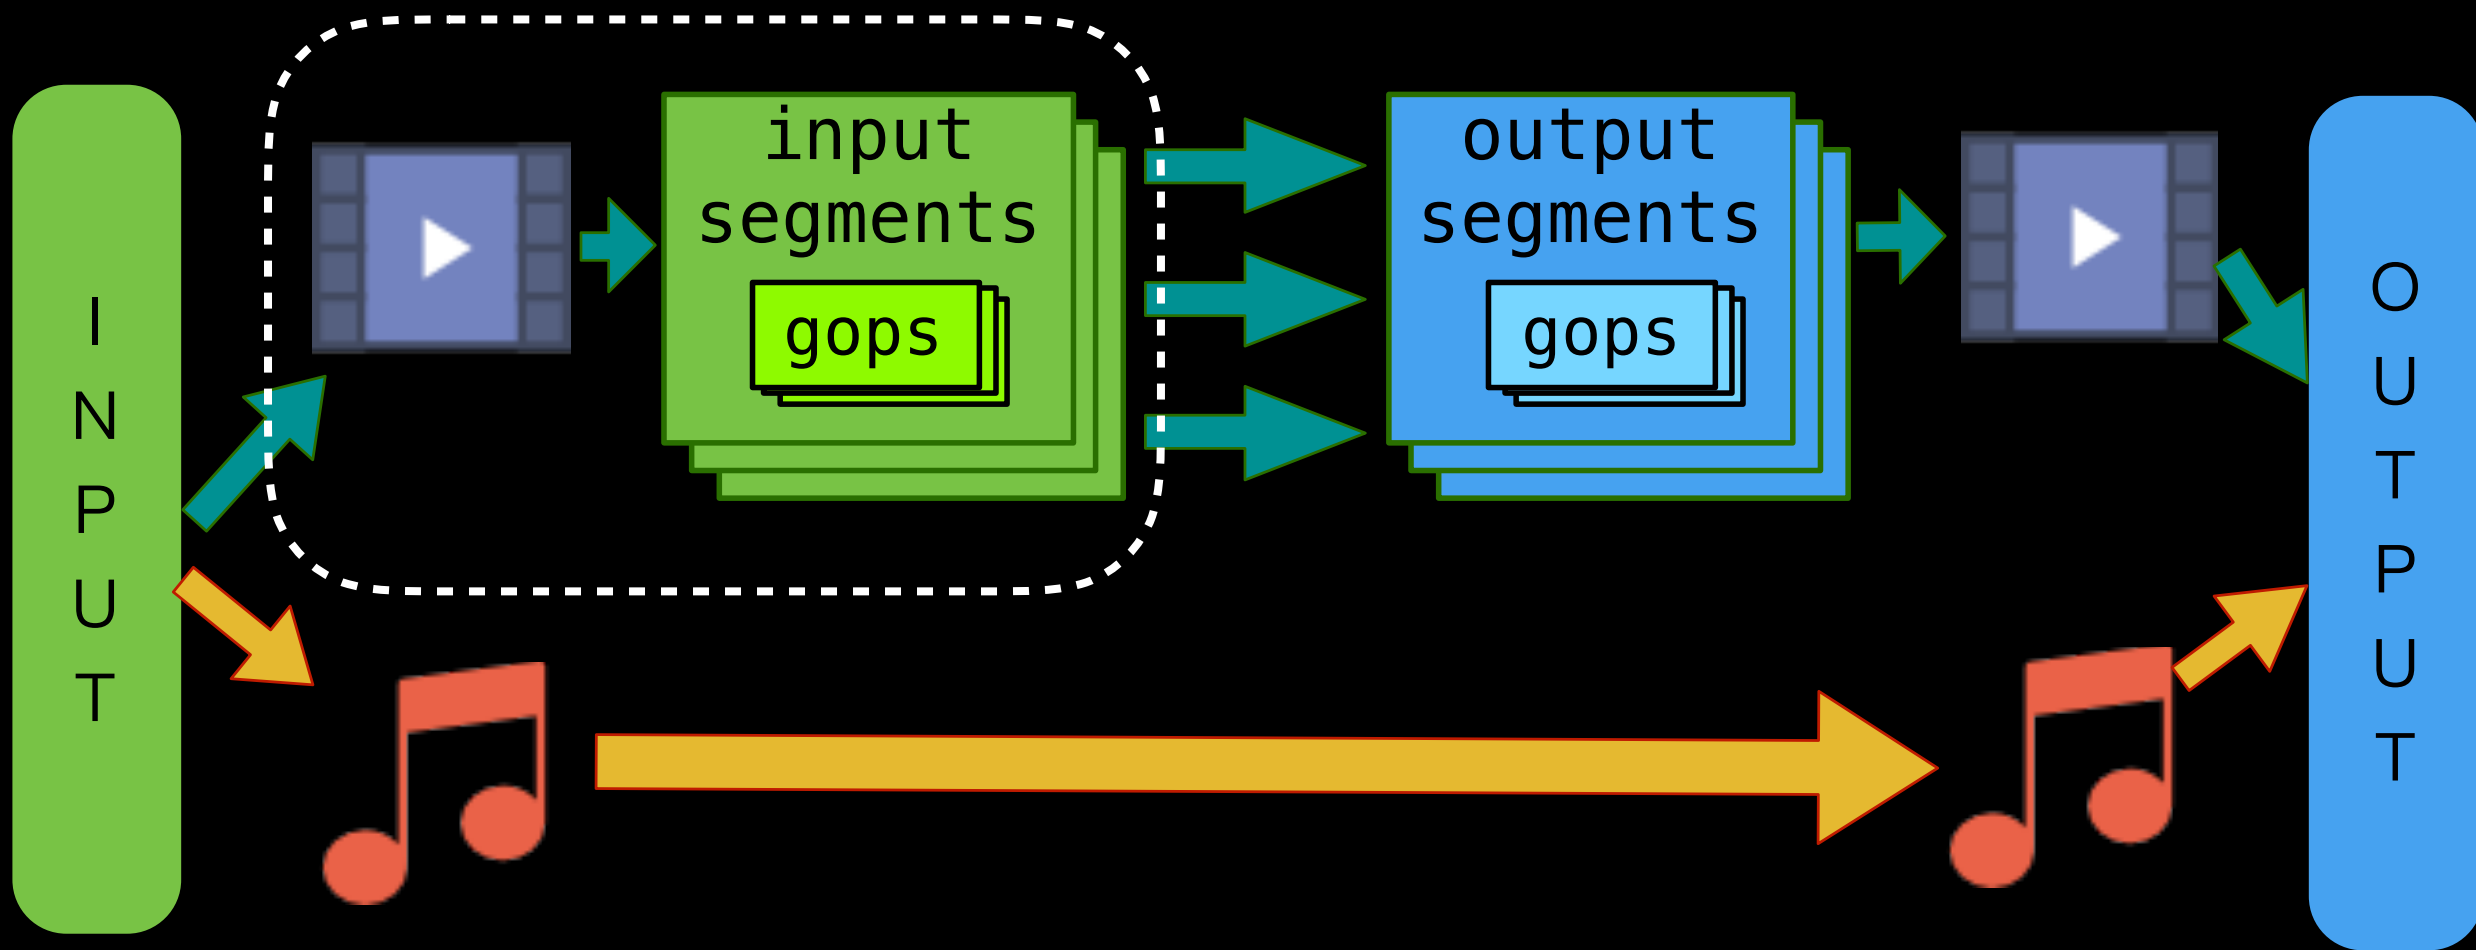 INPUT
input
segments
gops
output
segments
gops
OUTPUT